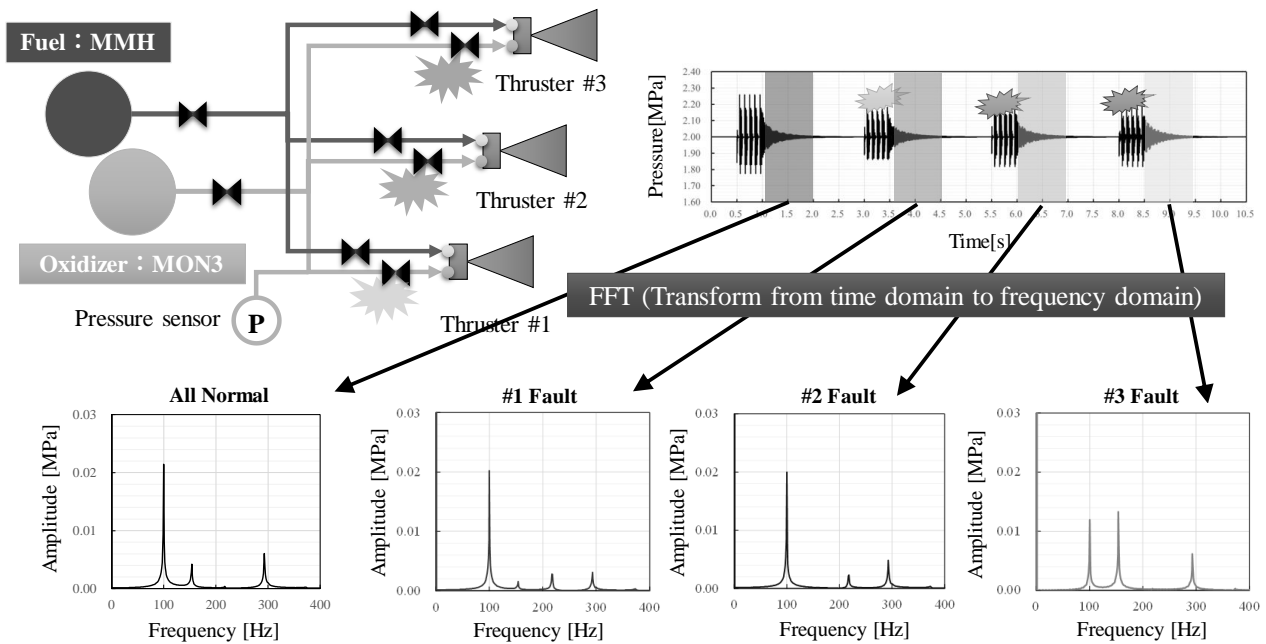 Fuel：MMH
Thruster #3
Thruster #2
Oxidizer：MON3
Pressure sensor
P
Thruster #1
Pressure[MPa]
2.40
2.30
2.20
2.10
2.00
1.90
1.80
1.70
1.60
0.0 0.5 1.0 1.5 2.0 2.5 3.0 3.5 4.0 4.5 5.0 5.5 6.0 6.5 7.0 7.5 8.0 8.5 9.0 9.5 10.0 10.5
Time[s]
FFT (Transform from time domain to frequency domain)
All Normal
Amplitude [MPa]
0.03
0.02
0.01
0.00
0 100 200 300 400
Frequency [Hz]
#1 Fault
Amplitude [MPa]
0.03
0.02
0.01
0.00
0 100 200 300 400
Frequency [Hz]
#2 Fault
Amplitude [MPa]
0.03
0.02
0.01
0.00
0 100 200 300 400
Frequency [Hz]
#3 Fault
Amplitude [MPa]
0.03
0.02
0.01
0.00
0 100 200 300 400
Frequency [Hz]